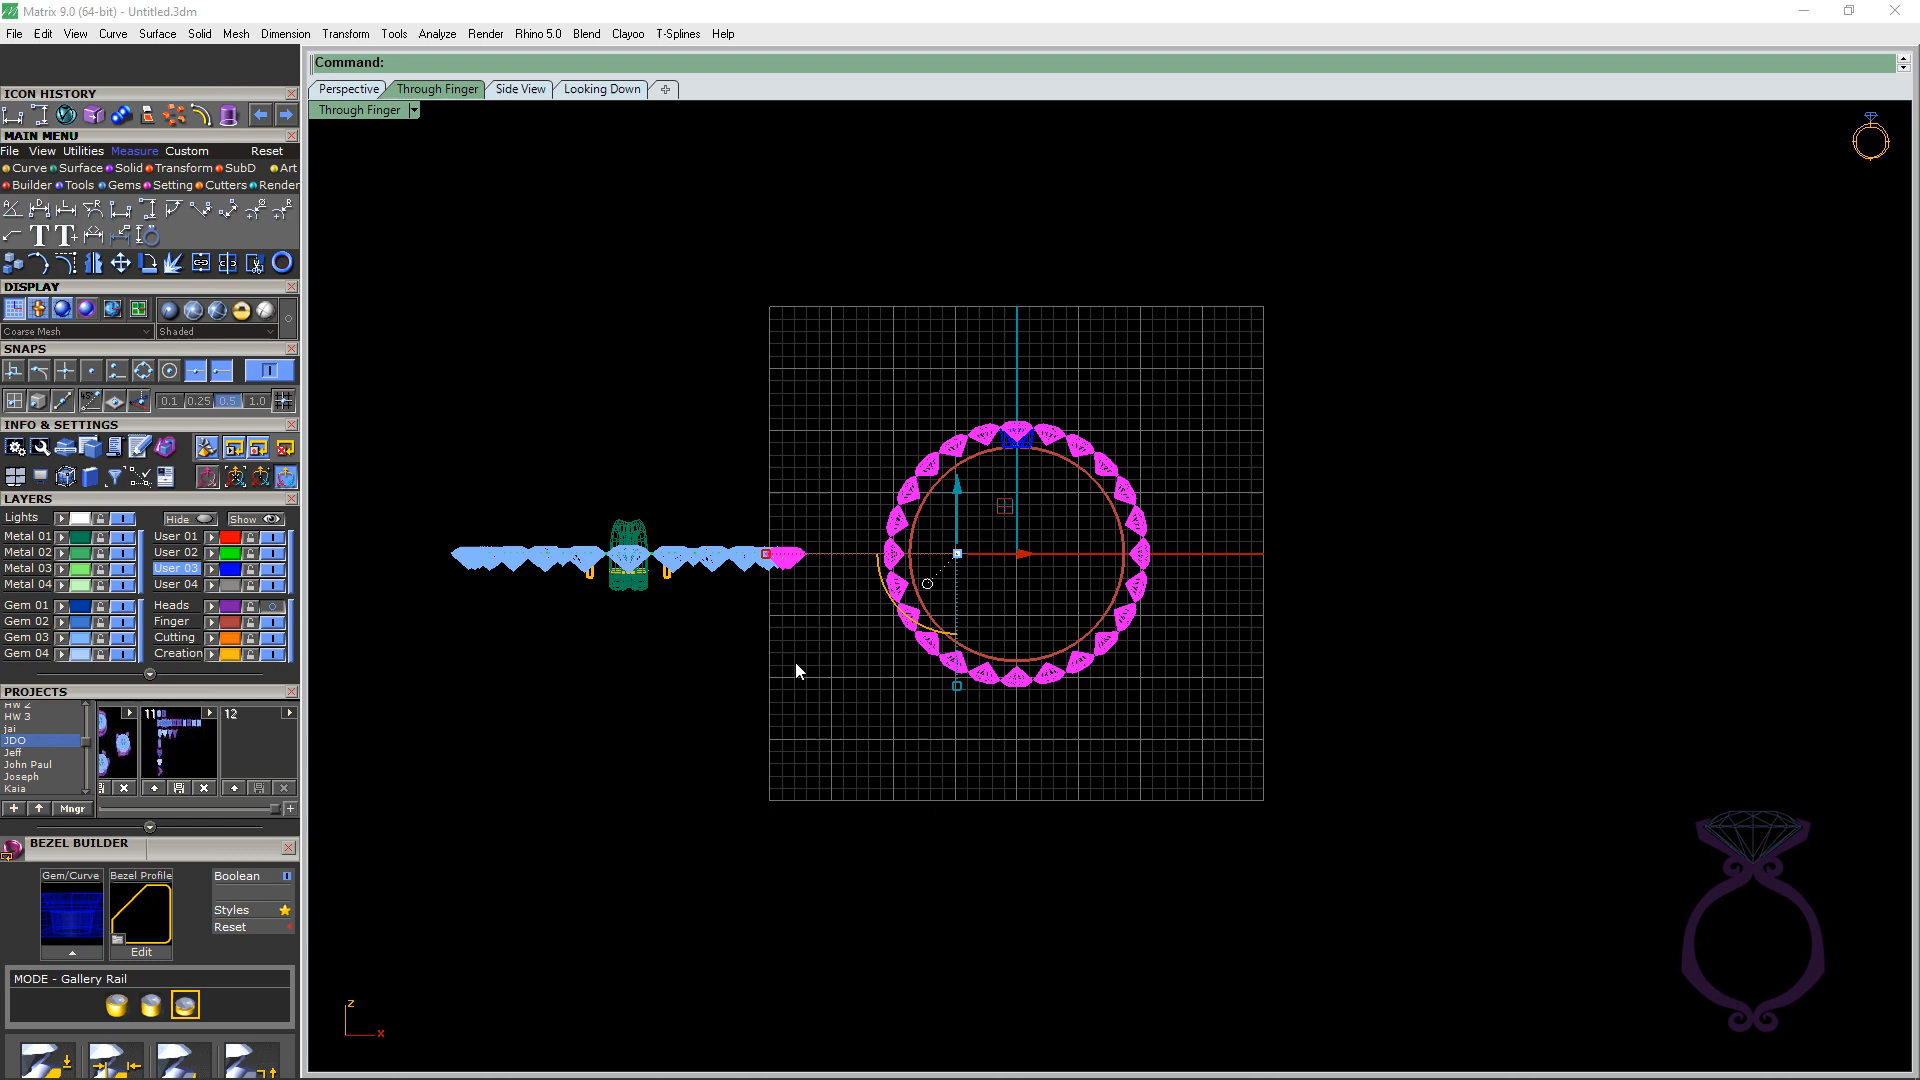 Matrix 9.0 (64-bit) - Untitled.3dm
File Edit View Curve Surface Solid Mesh Dimension Transform Tools Analyze Render Rhino 5.0 Blend Clayoo T-Splines Help
Command:
Perspective Through Finger Side View Looking Down
Through Finger
ICON HISTORY
MAIN MENU
File View Utilities Measure Custom Reset
Curve Surface Solid Transform SubD Art
Builder Tools Gems Setting Cutters Render
DISPLAY
Coarse Mesh Shaded
SNAPS
0.1 0.25 0.5 1.0
INFO & SETTINGS
LAYERS
Lights Hide Show
Metal 01 User 01
Metal 02 User 02
Metal 03 User 03
Metal 04 User 04
Gem 01 Heads
Gem 02 Finger
Gem 03 Cutting
Gem 04 Creation
PROJECTS
HW 2
HW 3
jai
JDO
Jeff
John Paul
Joseph
Kaia
11 12
Mngr
BEZEL BUILDER
Gem/Curve Bezel Profile Boolean
Styles
Reset
Edit
MODE - Gallery Rail
z
x